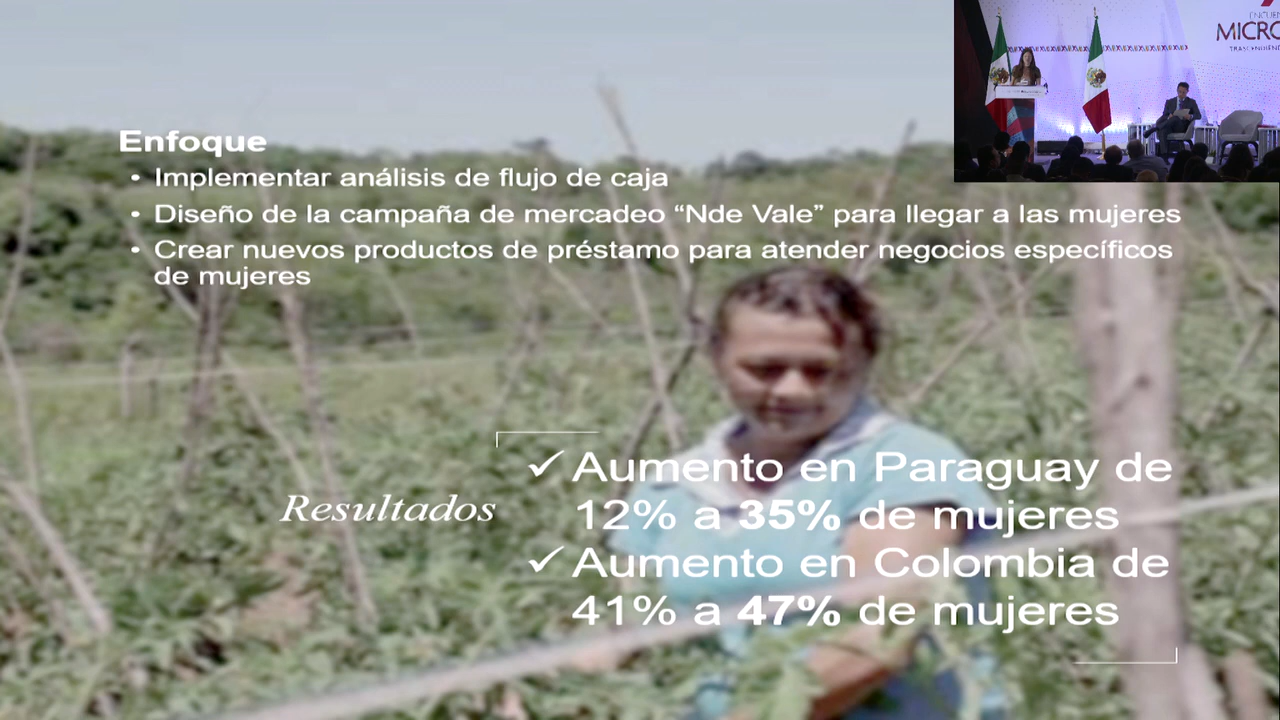 Enfoque
• Implementar análisis de flujo de caja
• Diseño de la campaña de mercadeo “Nde Vale” para llegar a las mujeres
• Crear nuevos productos de préstamo para atender negocios específicos
de mujeres
Resultados
✓ Aumento en Paraguay de
12% a 35% de mujeres
✓ Aumento en Colombia de
41% a 47% de mujeres
MICRO